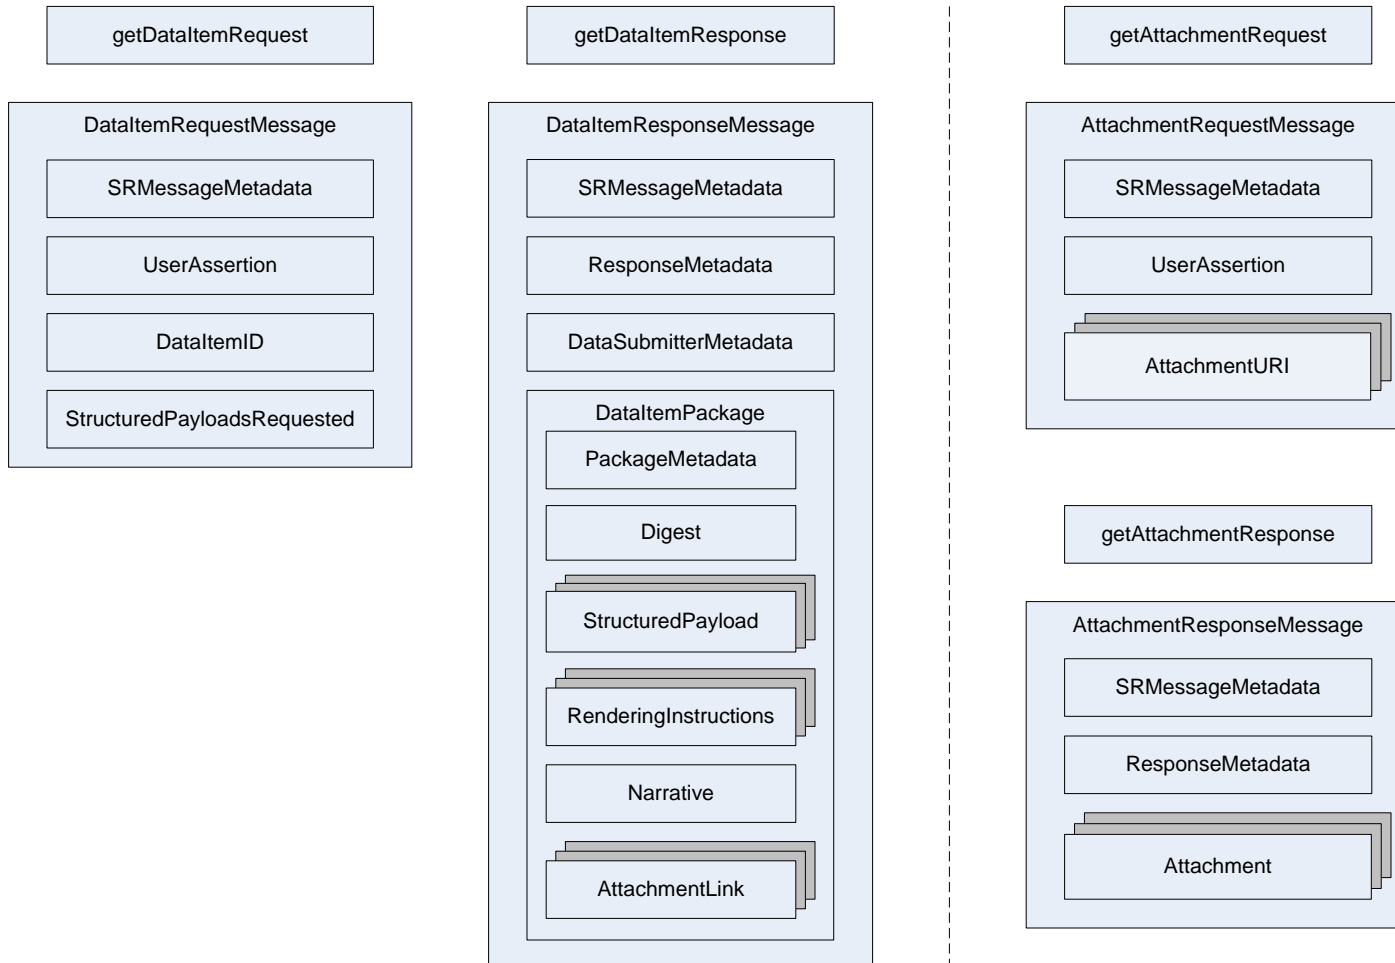 getDataItemRequest
DataItemRequestMessage
SRMessageMetadata
UserAssertion
DataItemID
StructuredPayloadsRequested
getDataItemResponse
DataItemResponseMessage
SRMessageMetadata
ResponseMetadata
DataSubmitterMetadata
DataItemPackage
PackageMetadata
Digest
StructuredPayload
RenderingInstructions
Narrative
AttachmentLink
getAttachmentRequest
AttachmentRequestMessage
SRMessageMetadata
UserAssertion
AttachmentURI
getAttachmentResponse
AttachmentResponseMessage
SRMessageMetadata
ResponseMetadata
Attachment